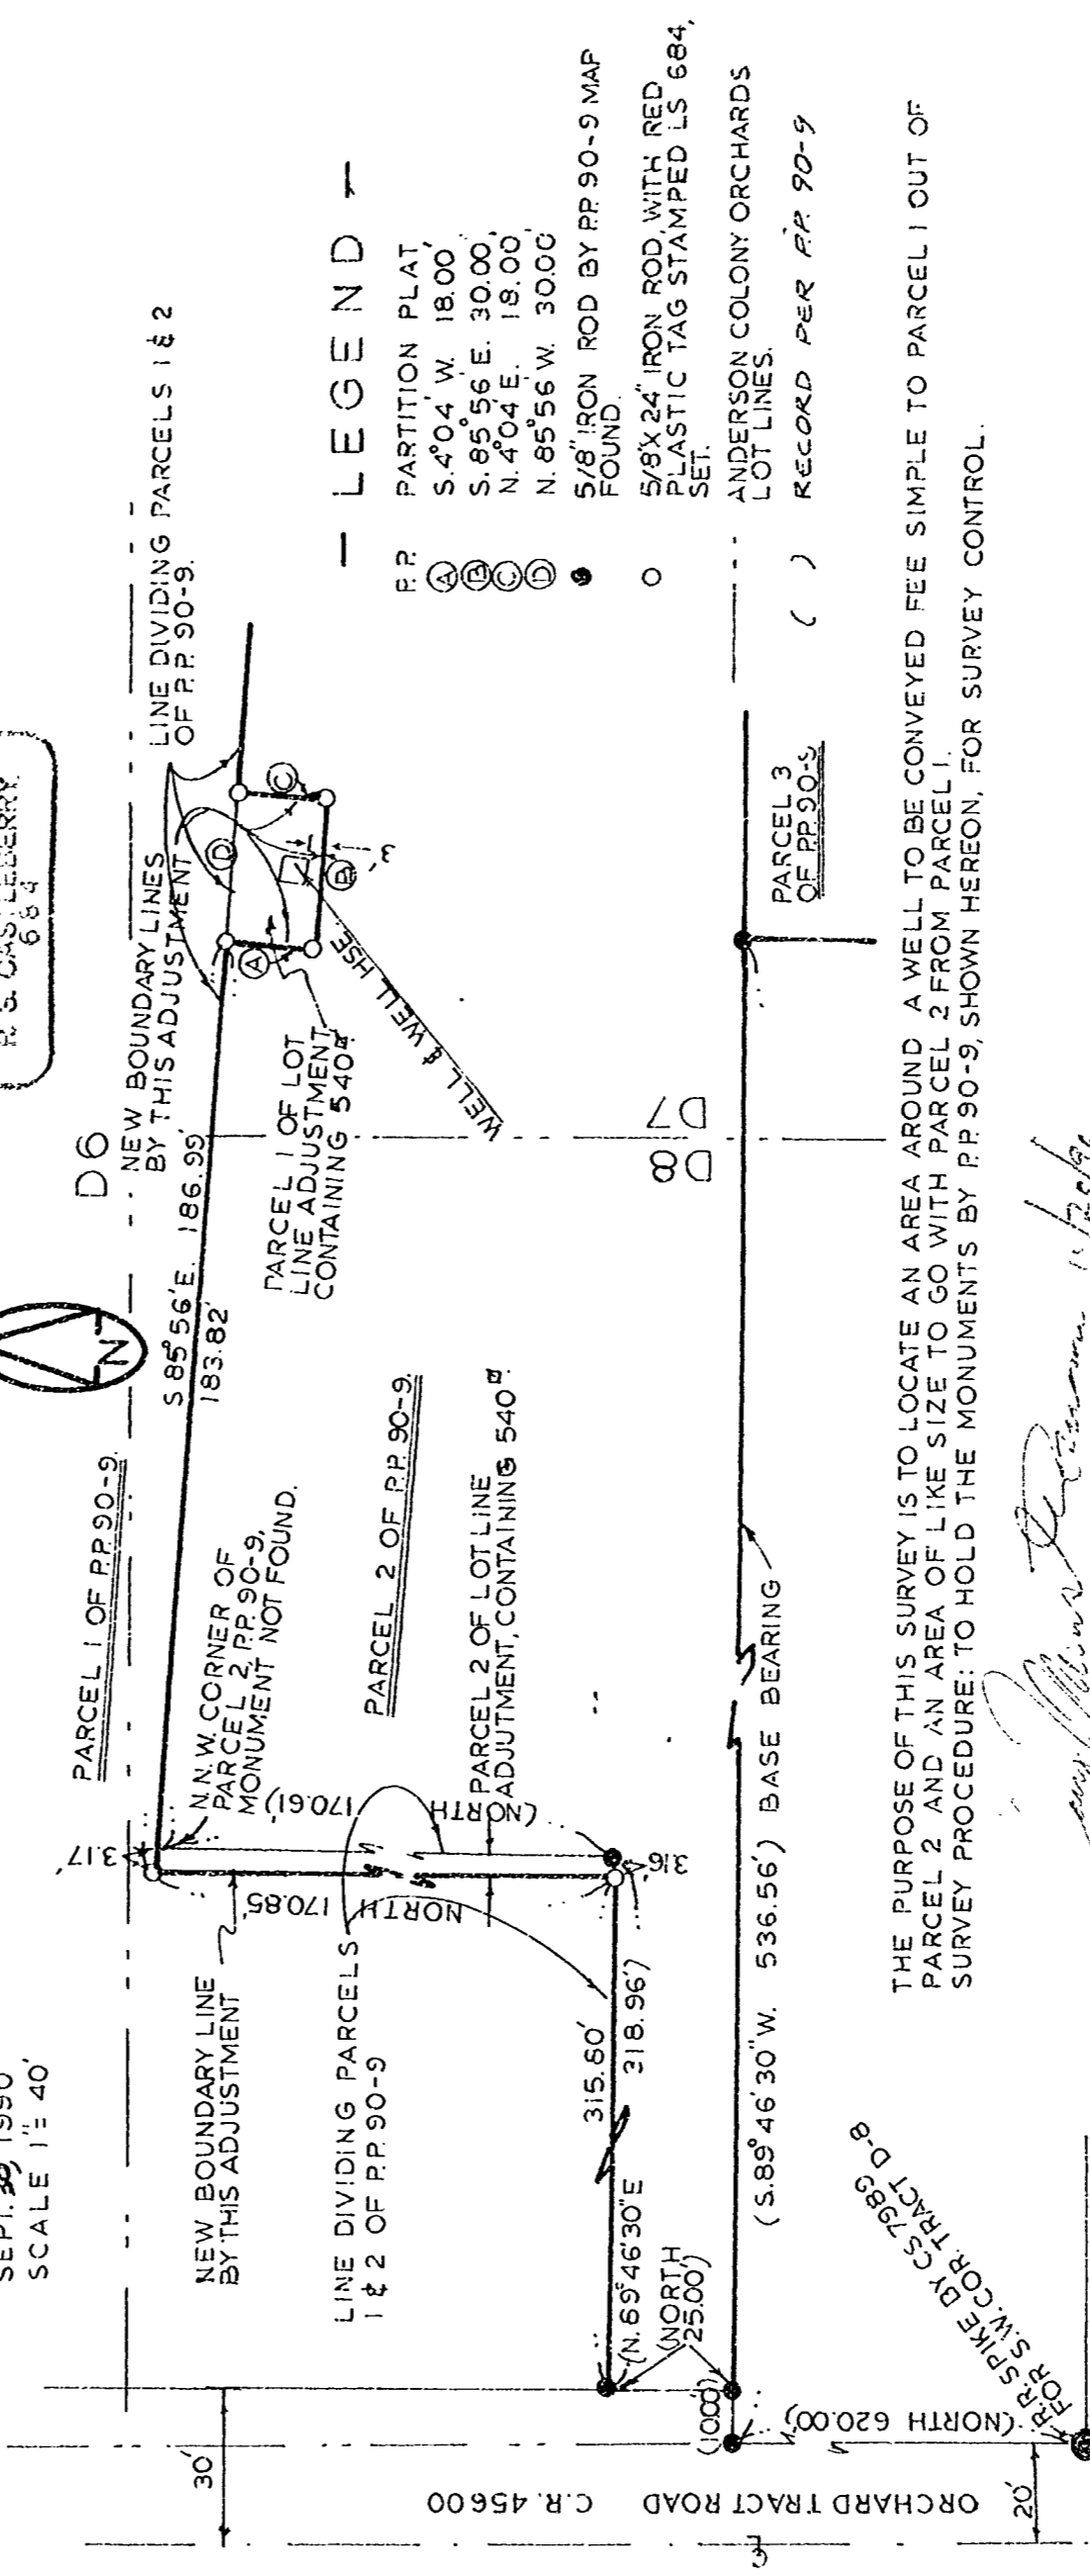 SEPT. 30, 1990
SCALE 1"= 40'
R. S. CASTLEBERRY
684
N
D6
D7
D8
PARCEL 1 OF P.P. 90-9.
NEW BOUNDARY LINES
BY THIS ADJUSTMENT
LINE DIVIDING PARCELS 1 & 2
OF P.P. 90-9.
S 85°56'E. 186.99'
183.82'
3.17'
N.N.W. CORNER OF
PARCEL 2, P.P. 90-9,
MONUMENT NOT FOUND.
PARCEL 1 OF LOT
LINE ADJUSTMENT
CONTAINING 540
WELL & WELL HSE.
A
B
C
D
3'
NEW BOUNDARY LINE
BY THIS ADJUSTMENT
NORTH 170.85'
(NORTH 170.61')
LINE DIVIDING PARCELS
1 & 2 OF P.P. 90-9
PARCEL 2 OF P.P. 90-9.
PARCEL 2 OF LOT LINE
ADJUTMENT, CONTAINING 540
3.16'
315.80'
(N. 89°46'30"E 318.96')
(NORTH
25.00')
(10.00')
(S.89°46'30"W. 536.56') BASE BEARING
PARCEL 3
OF P.P. 90-9
30'
20'
ORCHARD TRACT ROAD C.R. 45600
(NORTH 620.00')
R.R. SPIKE BY CS 7989
FOR S.W. COR. TRACT D-8
- LEGEND -
P.P. PARTITION PLAT
A S.4°04' W. 18.00'
B S.85°56' E. 30.00'
C N. 4°04' E. 18.00'
D N. 85°56' W. 30.00'
5/8" IRON ROD BY P.P. 90-9 MAP
FOUND.
5/8"X 24" IRON ROD, WITH RED
PLASTIC TAG STAMPED LS 684,
SET.
ANDERSON COLONY ORCHARDS
LOT LINES.
( ) RECORD PER P.P. 90-9
THE PURPOSE OF THIS SURVEY IS TO LOCATE AN AREA AROUND A WELL TO BE CONVEYED FEE SIMPLE TO PARCEL 1 OUT OF
PARCEL 2 AND AN AREA OF LIKE SIZE TO GO WITH PARCEL 2 FROM PARCEL 1.
SURVEY PROCEDURE: TO HOLD THE MONUMENTS BY P.P. 90-9, SHOWN HEREON, FOR SURVEY CONTROL.